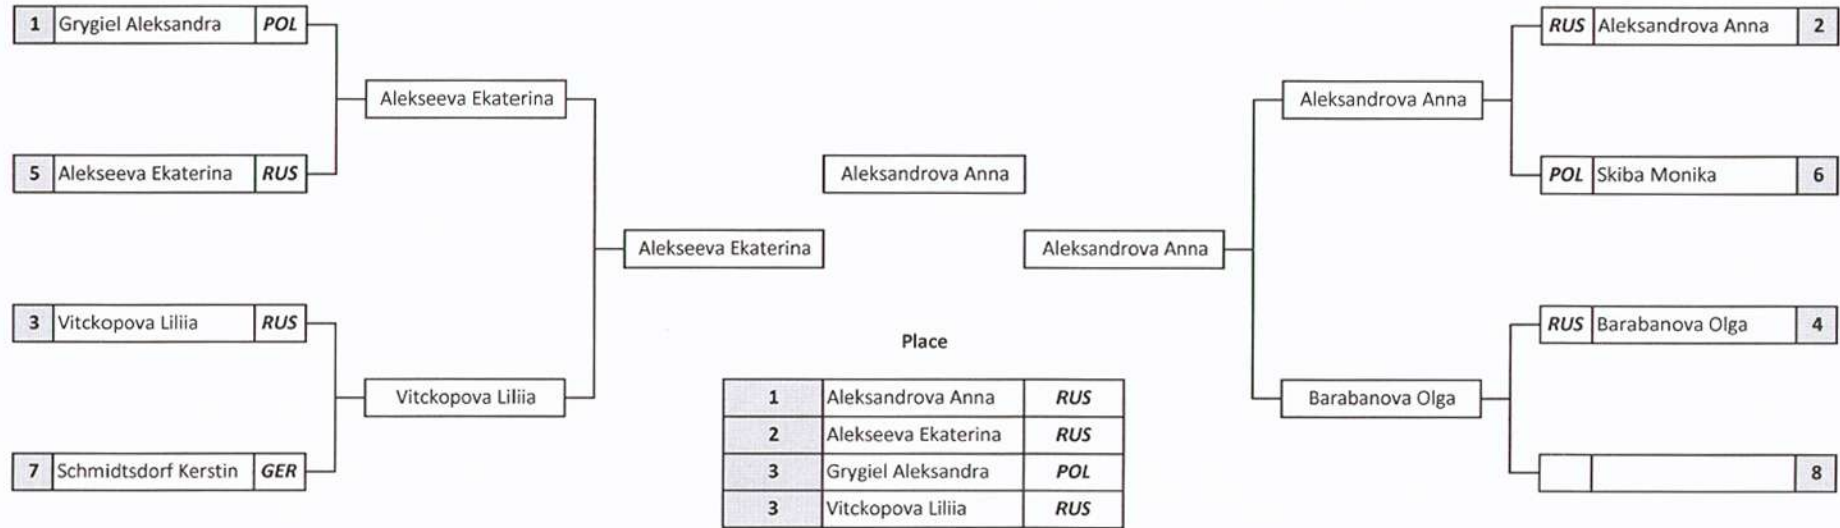 1 Grygiel Aleksandra POL
RUS Aleksandrova Anna 2
Alekseeva Ekaterina
Aleksandrova Anna
5 Alekseeva Ekaterina RUS
Aleksandrova Anna
POL Skiba Monika 6
Alekseeva Ekaterina
Aleksandrova Anna
3 Vitckopova Liliia RUS
RUS Barabanova Olga 4
Place
Vitckopova Liliia
1 Aleksandrova Anna RUS
Barabanova Olga
2 Alekseeva Ekaterina RUS
7 Schmidtsdorf Kerstin GER
3 Grygiel Aleksandra POL
8
3 Vitckopova Liliia RUS